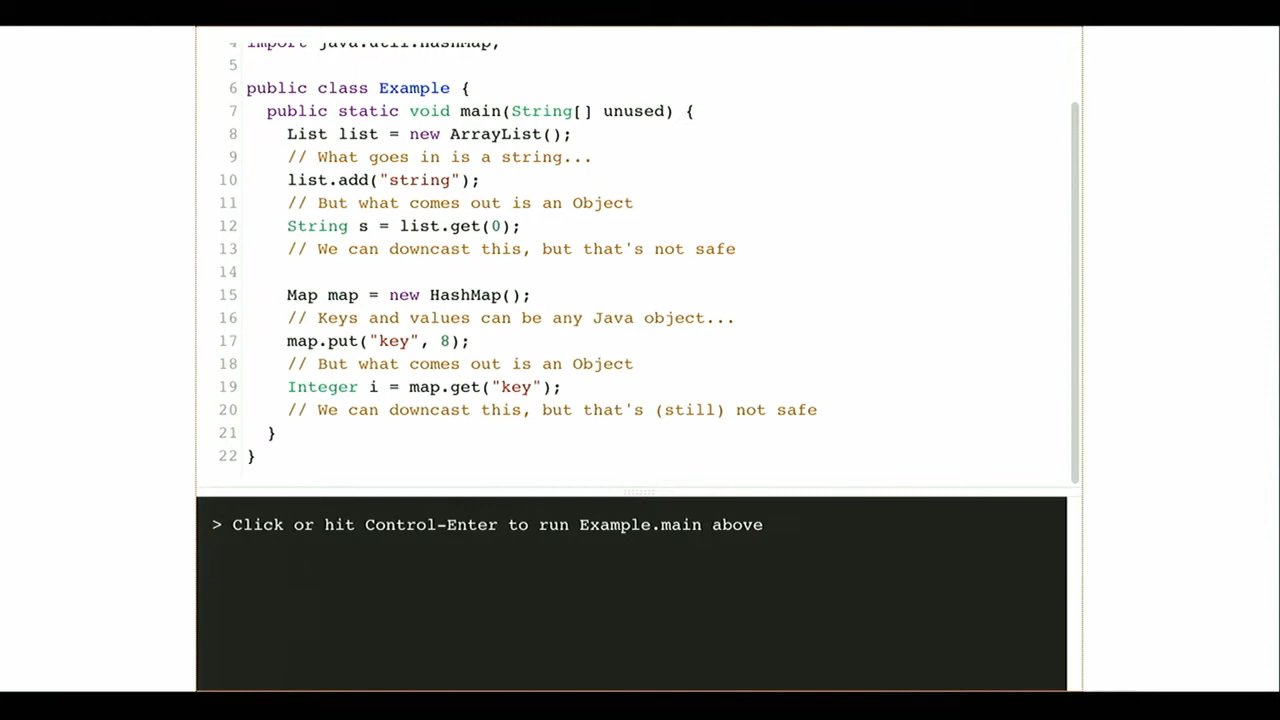 4 import java.util.HashMap;
5
6 public class Example {
7 public static void main(String[] unused) {
8 List list = new ArrayList();
9 // What goes in is a string...
10 list.add("string");
11 // But what comes out is an Object
12 String s = list.get(0);
13 // We can downcast this, but that's not safe
14
15 Map map = new HashMap();
16 // Keys and values can be any Java object...
17 map.put("key", 8);
18 // But what comes out is an Object
19 Integer i = map.get("key");
20 // We can downcast this, but that's (still) not safe
21 }
22 }
> Click or hit Control-Enter to run Example.main above